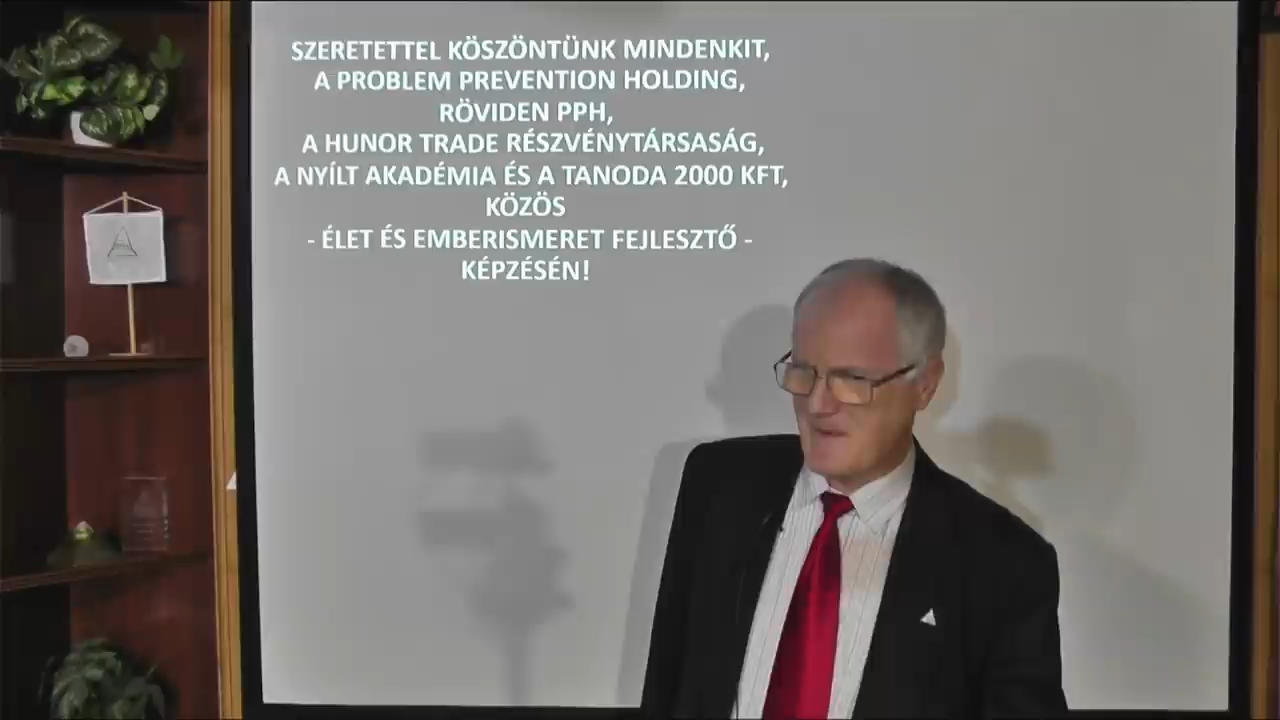 SZERETETTEL KÖSZÖNTÜNK MINDENKIT,
A PROBLEM PREVENTION HOLDING,
RÖVIDEN PPH,
A HUNOR TRADE RÉSZVÉNYTÁRSASÁG,
A NYÍLT AKADÉMIA ÉS A TANODA 2000 KFT,
KÖZÖS
- ÉLET ÉS EMBERISMERET FEJLESZTŐ -
KÉPZÉSÉN!